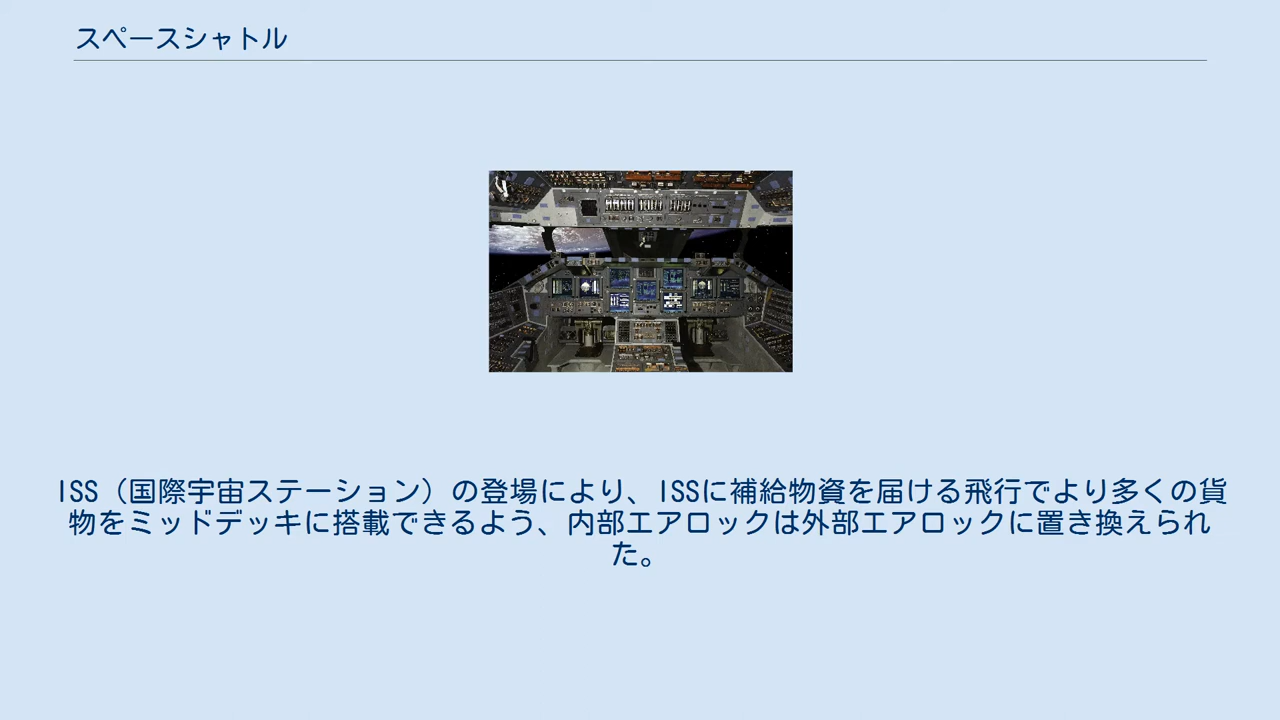 スペースシャトル
ISS（国際宇宙ステーション）の登場により、ISSに補給物資を届ける飛行でより多くの貨
物をミッドデッキに搭載できるよう、内部エアロックは外部エアロックに置き換えられ
た。